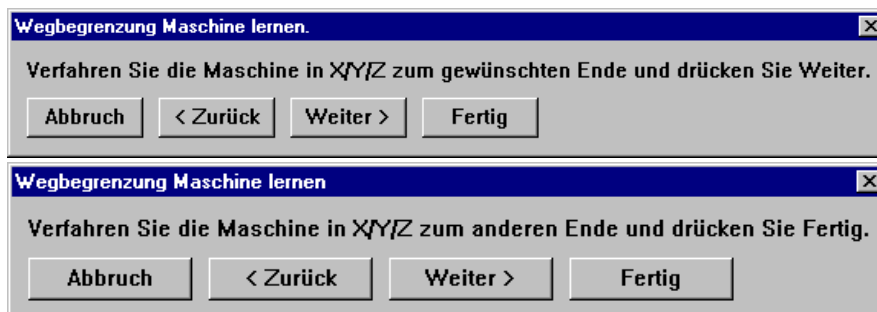 Wegbegrenzung Maschine lernen.
Verfahren Sie die Maschine in X/Y/Z zum gewünschten Ende und drücken Sie Weiter.
Abbruch < Zurück Weiter > Fertig
Wegbegrenzung Maschine lernen
Verfahren Sie die Maschine in X/Y/Z zum anderen Ende und drücken Sie Fertig.
Abbruch < Zurück Weiter > Fertig